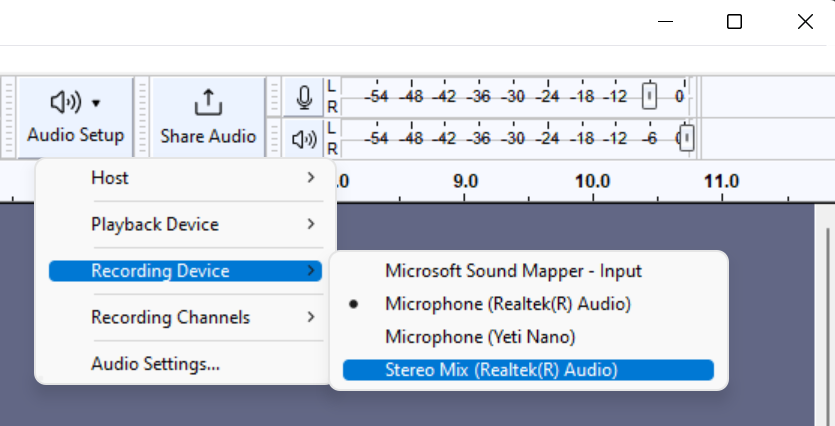 L
R
-54 -48 -42 -36 -30 -24 -18 -12 0
Audio Setup
Share Audio
L
R
-54 -48 -42 -36 -30 -24 -18 -12 -6
.0 9.0 10.0 11.0
Host
Playback Device
Recording Device
Recording Channels
Audio Settings...
Microsoft Sound Mapper - Input
Microphone (Realtek(R) Audio)
Microphone (Yeti Nano)
Stereo Mix (Realtek(R) Audio)